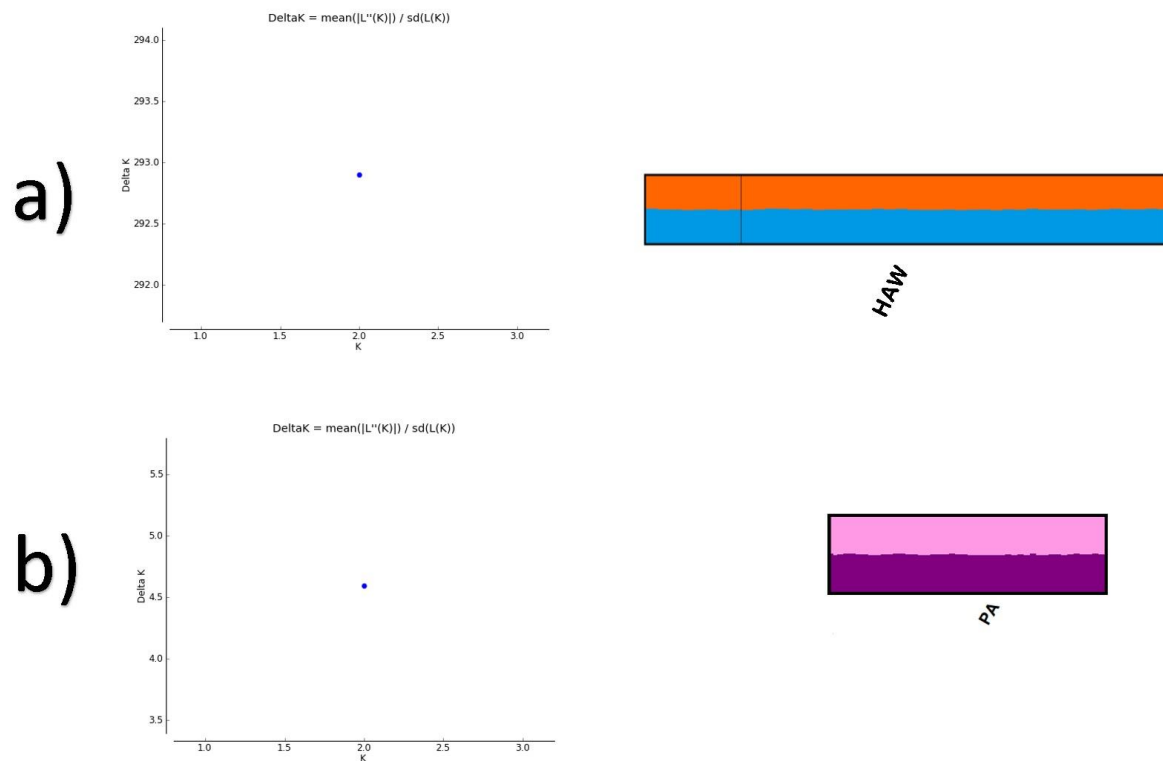 DeltaK = mean(|L''(K)|) / sd(L(K))
294.0
293.5
293.0
292.5
292.0
Delta K
a)
1.0 1.5 2.0 2.5 3.0
K
HAW
DeltaK = mean(|L''(K)|) / sd(L(K))
5.5
5.0
4.5
4.0
3.5
Delta K
b)
1.0 1.5 2.0 2.5 3.0
K
PA